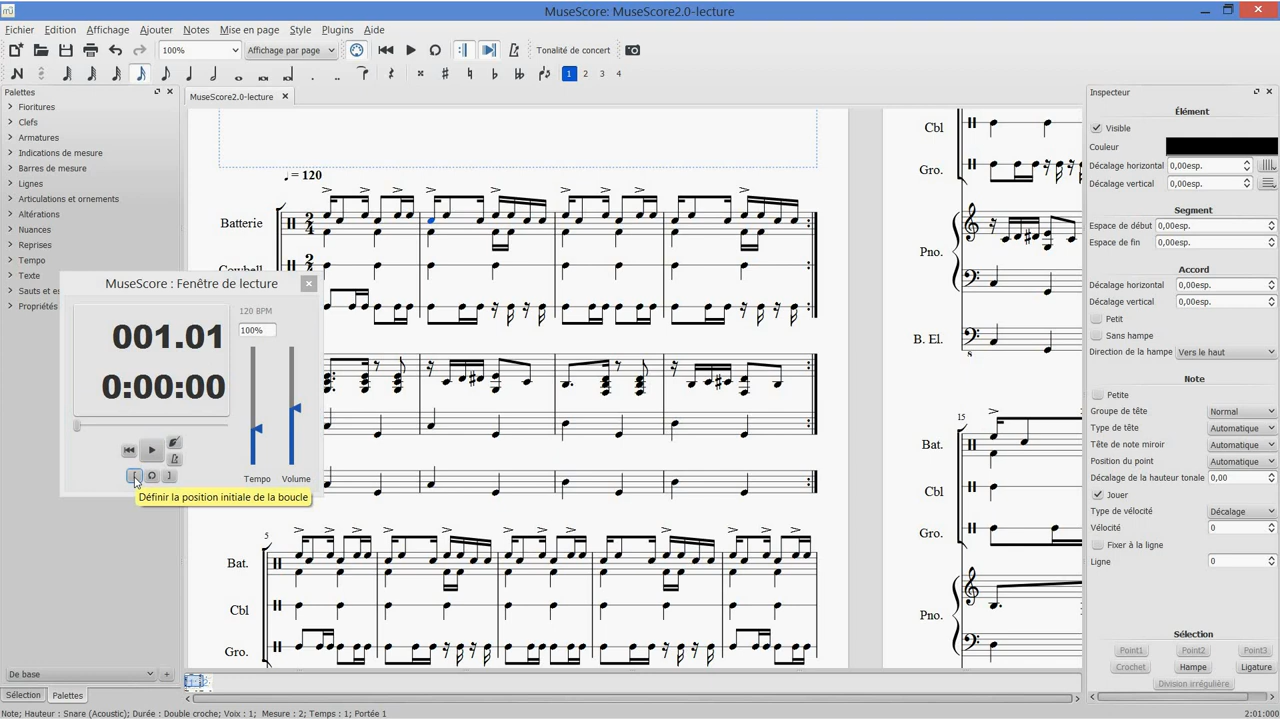 mu
MuseScore: MuseScore2.0-lecture
Fichier Edition Affichage Ajouter Notes Mise en page Style Plugins Aide
100% Affichage par page Tonalité de concert
N 1 2 3 4
Palettes
Fioritures
Clefs
Armatures
Indications de mesure
Barres de mesure
Lignes
Articulations et ornements
Altérations
Nuances
Reprises
Tempo
Texte
Sauts et es
Propriétés
De base
+
Sélection Palettes
MuseScore2.0-lecture
= 120
Batterie
2
4
Cowbell
2
MuseScore : Fenêtre de lecture
001.01
0:00:00
120 BPM
100%
Tempo Volume
[ ]
Définir la position initiale de la boucle
5
Bat.
Cbl
Gro.
Cbl
Gro.
Pno.
B. El.
8
15
Bat.
Cbl
Gro.
Pno.
Inspecteur
Élément
Visible
Couleur
Décalage horizontal 0,00esp.
Décalage vertical 0,00esp.
Segment
Espace de début 0,00esp.
Espace de fin 0,00esp.
Accord
Décalage horizontal 0,00esp.
Décalage vertical 0,00esp.
Petit
Sans hampe
Direction de la hampe Vers le haut
Note
Petite
Groupe de tête Normal
Type de tête Automatique
Tête de note miroir Automatique
Position du point Automatique
Décalage de la hauteur tonale 0,00
Jouer
Type de vélocité Décalage
Vélocité 0
Fixer à la ligne
Ligne 0
Sélection
Point1 Point2 Point3
Crochet Hampe Ligature
Division irrégulière
Note; Hauteur : Snare (Acoustic); Durée : Double croche; Voix : 1; Mesure : 2; Temps : 1; Portée 1
2:01:000